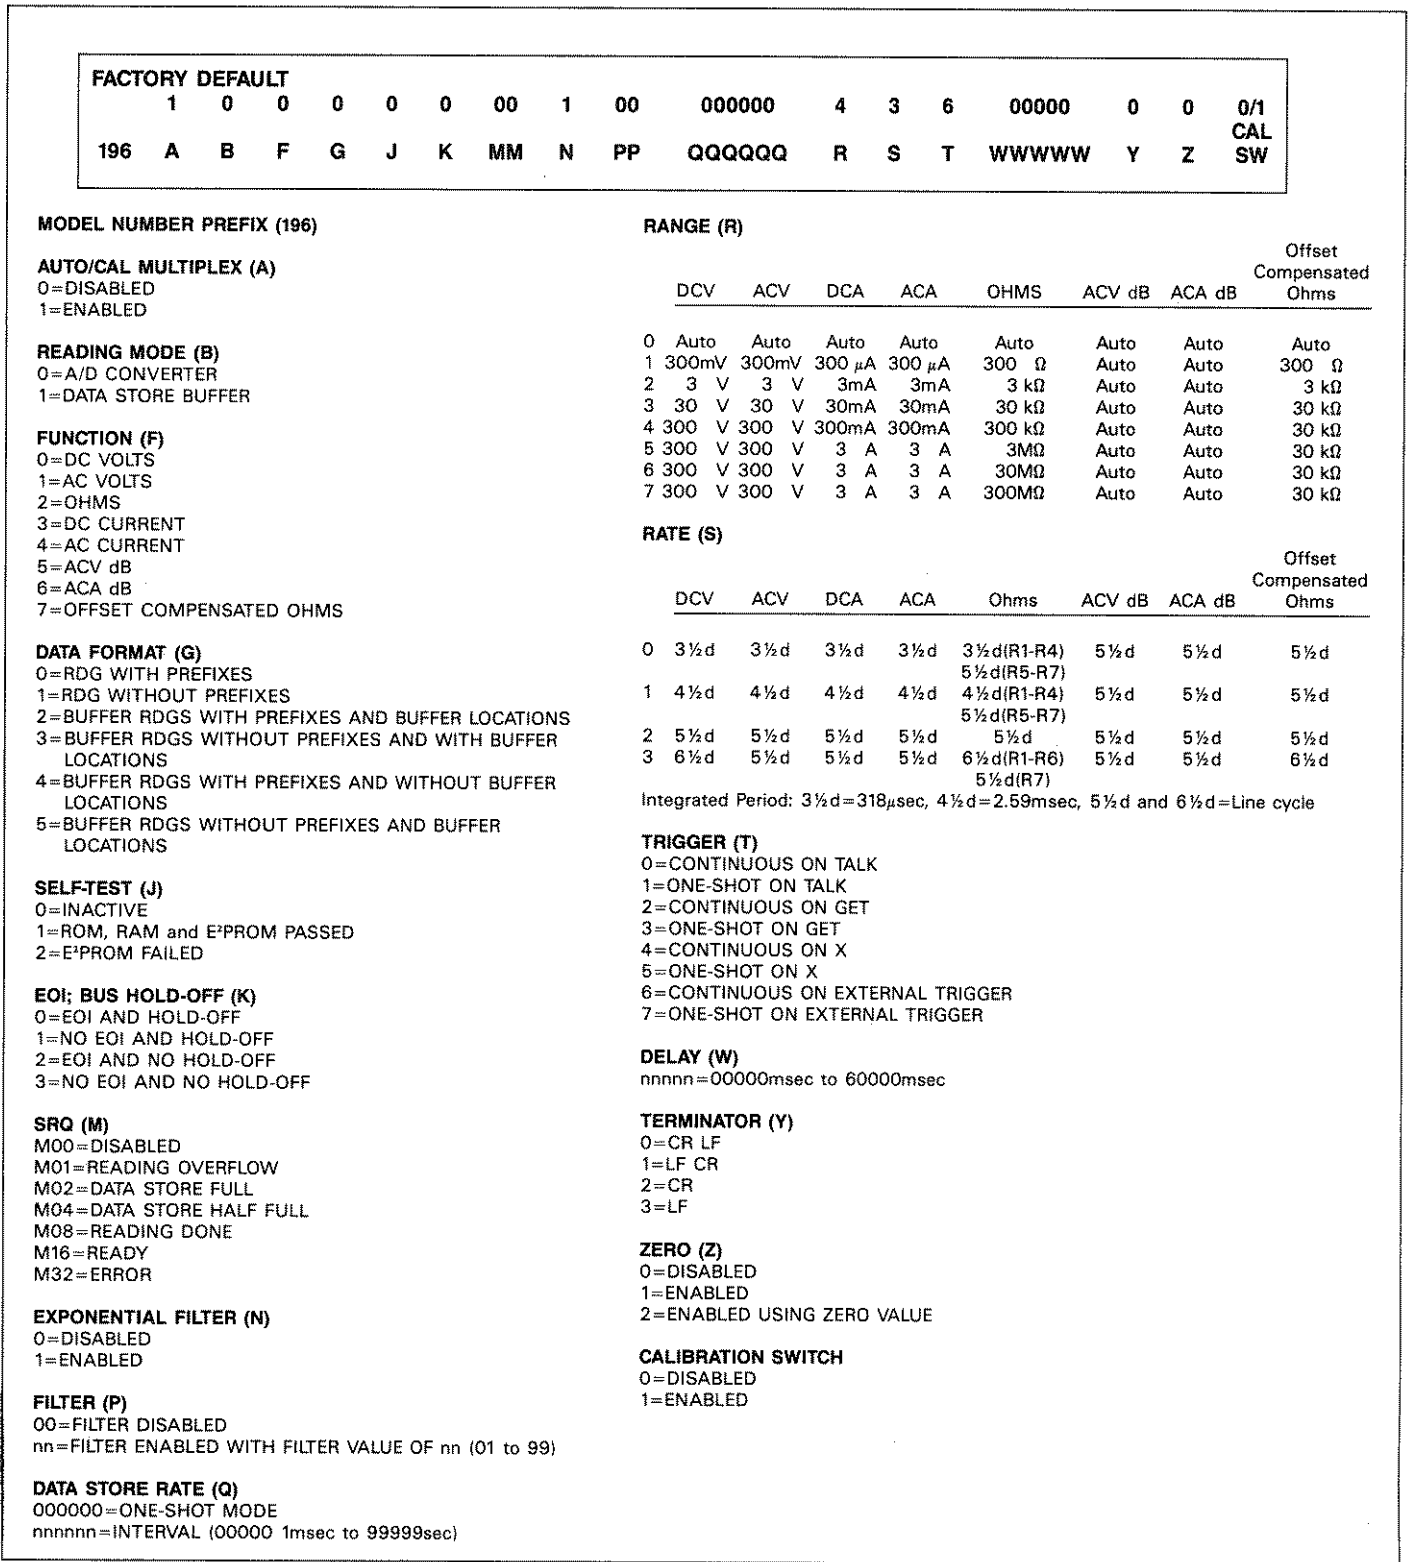 FACTORY DEFAULT
1 0 0 0 0 0 00 1 00 000000 4 3 6 00000 0 0 0/1
CAL
196 A B F G J K MM N PP QQQQQQ R S T WWWWW Y Z SW
MODEL NUMBER PREFIX (196)
AUTO/CAL MULTIPLEX (A)
0=DISABLED
1=ENABLED
READING MODE (B)
0=A/D CONVERTER
1=DATA STORE BUFFER
FUNCTION (F)
0=DC VOLTS
1=AC VOLTS
2=OHMS
3=DC CURRENT
4=AC CURRENT
5=ACV dB
6=ACA dB
7=OFFSET COMPENSATED OHMS
DATA FORMAT (G)
0=RDG WITH PREFIXES
1=RDG WITHOUT PREFIXES
2=BUFFER RDGS WITH PREFIXES AND BUFFER LOCATIONS
3=BUFFER RDGS WITHOUT PREFIXES AND WITH BUFFER
LOCATIONS
4=BUFFER RDGS WITH PREFIXES AND WITHOUT BUFFER
LOCATIONS
5=BUFFER RDGS WITHOUT PREFIXES AND BUFFER
LOCATIONS
SELF-TEST (J)
0=INACTIVE
1=ROM, RAM and E²PROM PASSED
2=E²PROM FAILED
EOI; BUS HOLD-OFF (K)
0=EOI AND HOLD-OFF
1=NO EOI AND HOLD-OFF
2=EOI AND NO HOLD-OFF
3=NO EOI AND NO HOLD-OFF
SRQ (M)
M00=DISABLED
M01=READING OVERFLOW
M02=DATA STORE FULL
M04=DATA STORE HALF FULL
M08=READING DONE
M16=READY
M32=ERROR
EXPONENTIAL FILTER (N)
0=DISABLED
1=ENABLED
FILTER (P)
00=FILTER DISABLED
nn=FILTER ENABLED WITH FILTER VALUE OF nn (01 to 99)
DATA STORE RATE (Q)
000000=ONE-SHOT MODE
nnnnnn=INTERVAL (00000 1msec to 99999sec)
RANGE (R)
Offset
Compensated
DCV ACV DCA ACA OHMS ACV dB ACA dB Ohms
0 Auto Auto Auto Auto Auto Auto Auto Auto
1 300mV 300mV 300 µA 300 µA 300 Ω Auto Auto 300 Ω
2 3 V 3 V 3mA 3mA 3 kΩ Auto Auto 3 kΩ
3 30 V 30 V 30mA 30mA 30 kΩ Auto Auto 30 kΩ
4 300 V 300 V 300mA 300mA 300 kΩ Auto Auto 30 kΩ
5 300 V 300 V 3 A 3 A 3MΩ Auto Auto 30 kΩ
6 300 V 300 V 3 A 3 A 30MΩ Auto Auto 30 kΩ
7 300 V 300 V 3 A 3 A 300MΩ Auto Auto 30 kΩ
RATE (S)
Offset
Compensated
DCV ACV DCA ACA Ohms ACV dB ACA dB Ohms
0 3½d 3½d 3½d 3½d 3½d(R1-R4) 5½d 5½d 5½d
5½d(R5-R7)
1 4½d 4½d 4½d 4½d 4½d(R1-R4) 5½d 5½d 5½d
5½d(R5-R7)
2 5½d 5½d 5½d 5½d 5½d 5½d 5½d 5½d
3 6½d 5½d 5½d 5½d 6½d(R1-R6) 5½d 5½d 6½d
5½d(R7)
Integrated Period: 3½d=318µsec, 4½d=2.59msec, 5½d and 6½d=Line cycle
TRIGGER (T)
0=CONTINUOUS ON TALK
1=ONE-SHOT ON TALK
2=CONTINUOUS ON GET
3=ONE-SHOT ON GET
4=CONTINUOUS ON X
5=ONE-SHOT ON X
6=CONTINUOUS ON EXTERNAL TRIGGER
7=ONE-SHOT ON EXTERNAL TRIGGER
DELAY (W)
nnnnn=00000msec to 60000msec
TERMINATOR (Y)
0=CR LF
1=LF CR
2=CR
3=LF
ZERO (Z)
0=DISABLED
1=ENABLED
2=ENABLED USING ZERO VALUE
CALIBRATION SWITCH
0=DISABLED
1=ENABLED